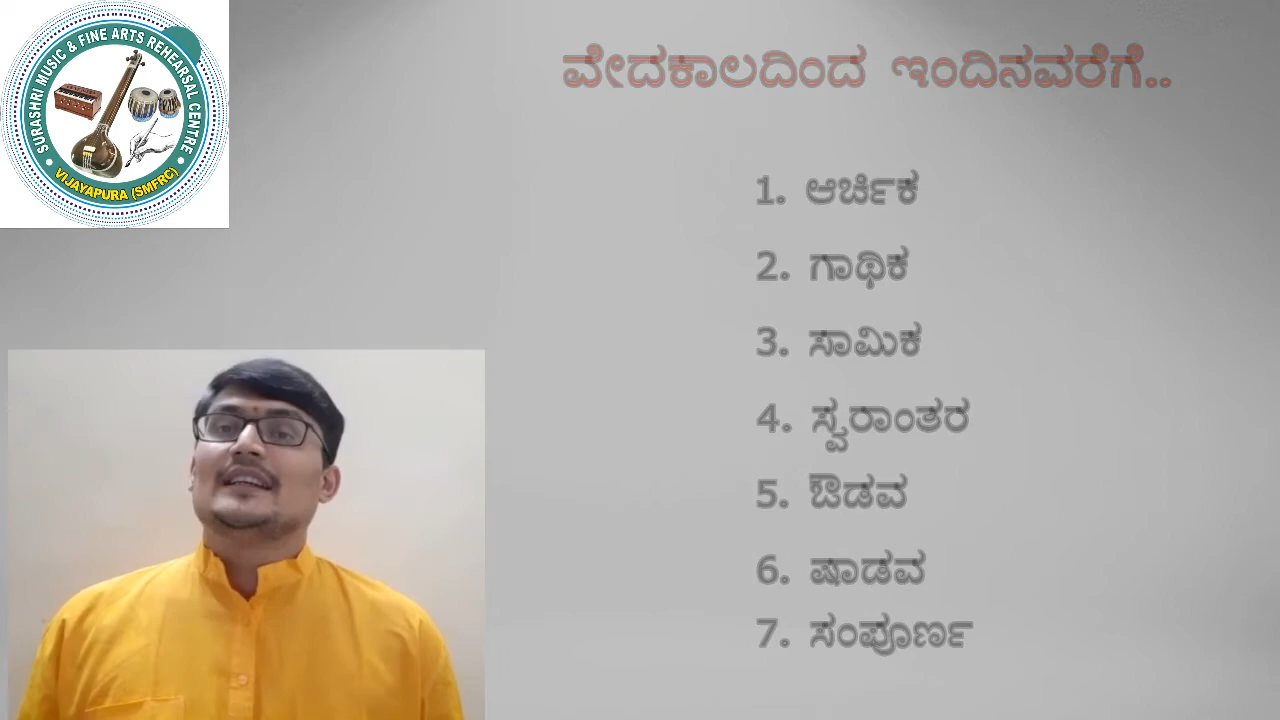 SURASHRI MUSIC & FINE ARTS REHEARSAL CENTRE
VIJAYAPURA (SMFRC)
ವೇದಕಾಲದಿಂದ ಇಂದಿನವರೆಗೆ..
1. ಆರ್ಚಿಕ
2. ಗಾಥಿಕ
3. ಸಾಮಿಕ
4. ಸ್ವರಾಂತರ
5. ಔಡವ
6. ಷಾಡವ
7. ಸಂಪೂರ್ಣ